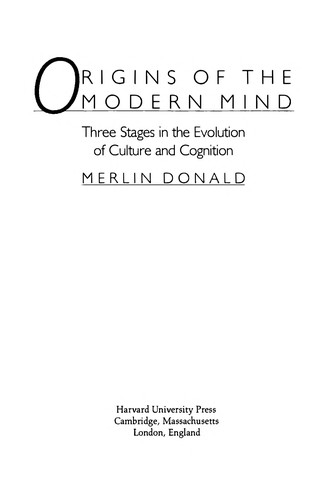 ORIGINS OF THE
MODERN MIND
Three Stages in the Evolution
of Culture and Cognition
MERLIN DONALD
Harvard University Press
Cambridge, Massachusetts
London, England